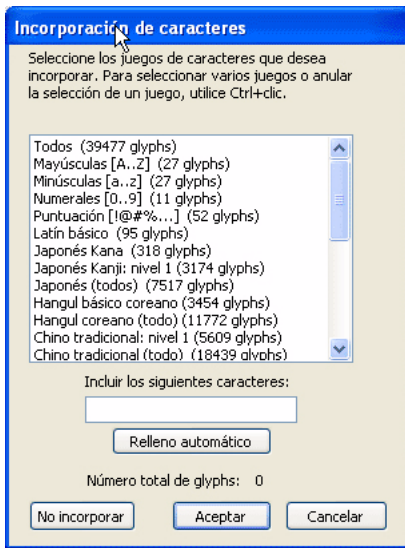 Incorporación de caracteres
Seleccione los juegos de caracteres que desea
incorporar. Para seleccionar varios juegos o anular
la selección de un juego, utilice Ctrl+clic.
Todos (39477 glyphs)
Mayúsculas [A..Z] (27 glyphs)
Minúsculas [a..z] (27 glyphs)
Numerales [0..9] (11 glyphs)
Puntuación [!@#%...] (52 glyphs)
Latín básico (95 glyphs)
Japonés Kana (318 glyphs)
Japonés Kanji: nivel 1 (3174 glyphs)
Japonés (todos) (7517 glyphs)
Hangul básico coreano (3454 glyphs)
Hangul coreano (todo) (11772 glyphs)
Chino tradicional: nivel 1 (5609 glyphs)
Chino tradicional (todo) (18439 glyphs)
Incluir los siguientes caracteres:
Relleno automático
Número total de glyphs: 0
No incorporar Aceptar Cancelar